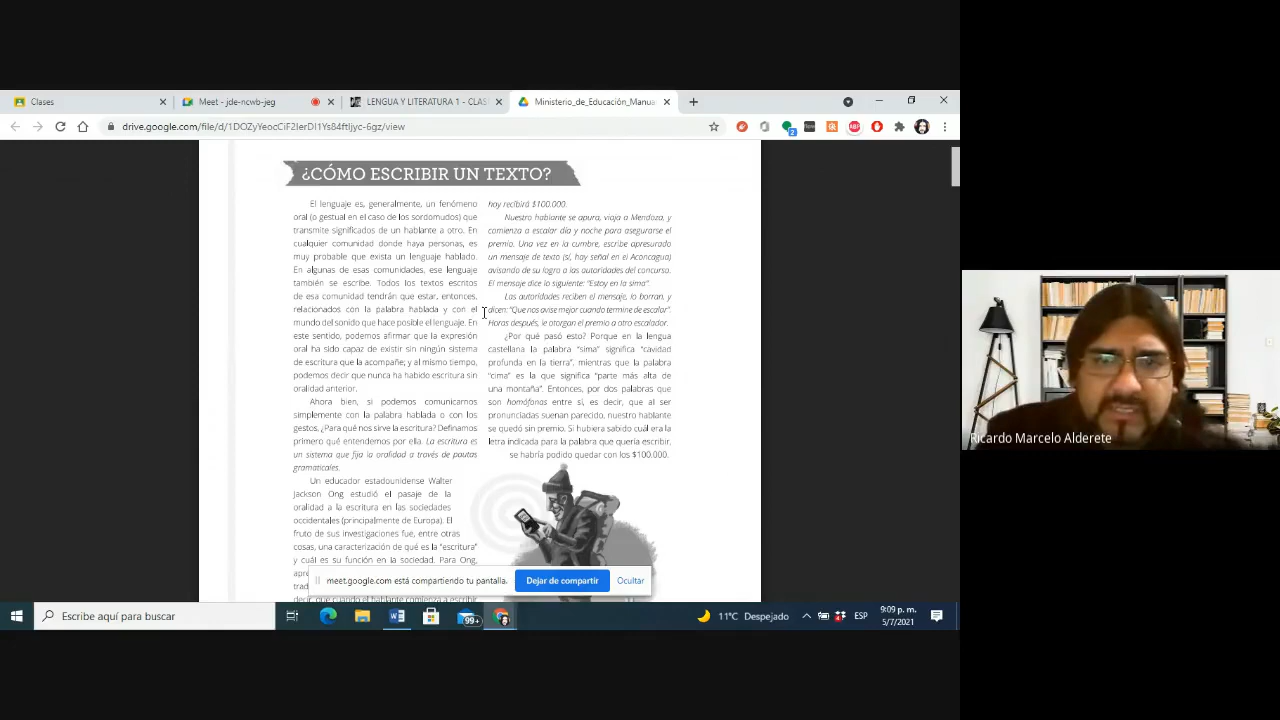 Clases
Meet - jde-ncwb-jeg
LENGUA Y LITERATURA 1 - CLAS
Ministerio_de_Educación_Manua
drive.google.com/file/d/1DOZyYeocCiF2IerDI1Ys84ftljyc-6gz/view
¿CÓMO ESCRIBIR UN TEXTO?
El lenguaje es, generalmente, un fenómeno
oral (o gestual en el caso de los sordomudos) que
transmite significados de un hablante a otro. En
cualquier comunidad donde haya personas, es
muy probable que exista un lenguaje hablado.
En algunas de esas comunidades, ese lenguaje
también se escribe. Todos los textos escritos
de esa comunidad tendrán que estar, entonces,
relacionados con la palabra hablada y con el
mundo del sonido que hace posible el lenguaje. En
este sentido, podemos afirmar que la expresión
oral ha sido capaz de existir sin ningún sistema
de escritura que la acompañe; y al mismo tiempo,
podemos decir que nunca ha habido escritura sin
oralidad anterior.
Ahora bien, si podemos comunicarnos
simplemente con la palabra hablada o con los
gestos, ¿Para qué nos sirve la escritura? Definamos
primero qué entendemos por ella. La escritura es
un sistema que fija la oralidad a través de pautas
gramaticales.
Un educador estadounidense Walter
Jackson Ong estudió el pasaje de la
oralidad a la escritura en las sociedades
occidentales (principalmente de Europa). El
fruto de sus investigaciones fue, entre otras
cosas, una caracterización de qué es la "escritura"
y cuál es su función en la sociedad. Para Ong,
apre
trad
decir, que cuando el hablante comienza a escribir
hay recibirá $100.000.
Nuestro hablante se apura, viaja a Mendoza, y
comienza a escalar día y noche para asegurarse el
premio. Una vez en la cumbre, escribe apresurado
un mensaje de texto (sí, hay señal en el Aconcagua)
avisando de su logro a las autoridades del concurso.
El mensaje dice lo siguiente: "Estoy en la sima"
Las autoridades reciben el mensaje, lo borran, y
dicen: "Que nos avise mejor cuando termine de escalar".
Horas después, le otorgan el premio a otro escalador.
¿Por qué pasó esto? Porque en la lengua
castellana la palabra "sima" significa "cavidad
profunda en la tierra", mientras que la palabra
"cima" es la que significa "parte más alta de
una montaña". Entonces, por dos palabras que
son homófonas entre sí, es decir, que al ser
pronunciadas suenan parecido, nuestro hablante
se quedó sin premio. Si hubiera sabido cuál era la
letra indicada para la palabra que quería escribir,
se habría podido quedar con los $100.000.
meet.google.com está compartiendo tu pantalla.
Dejar de compartir
Ocultar
Escribe aquí para buscar
99+
11°C Despejado
ESP
9:09 p. m.
5/7/2021
Ricardo Marcelo Alderete